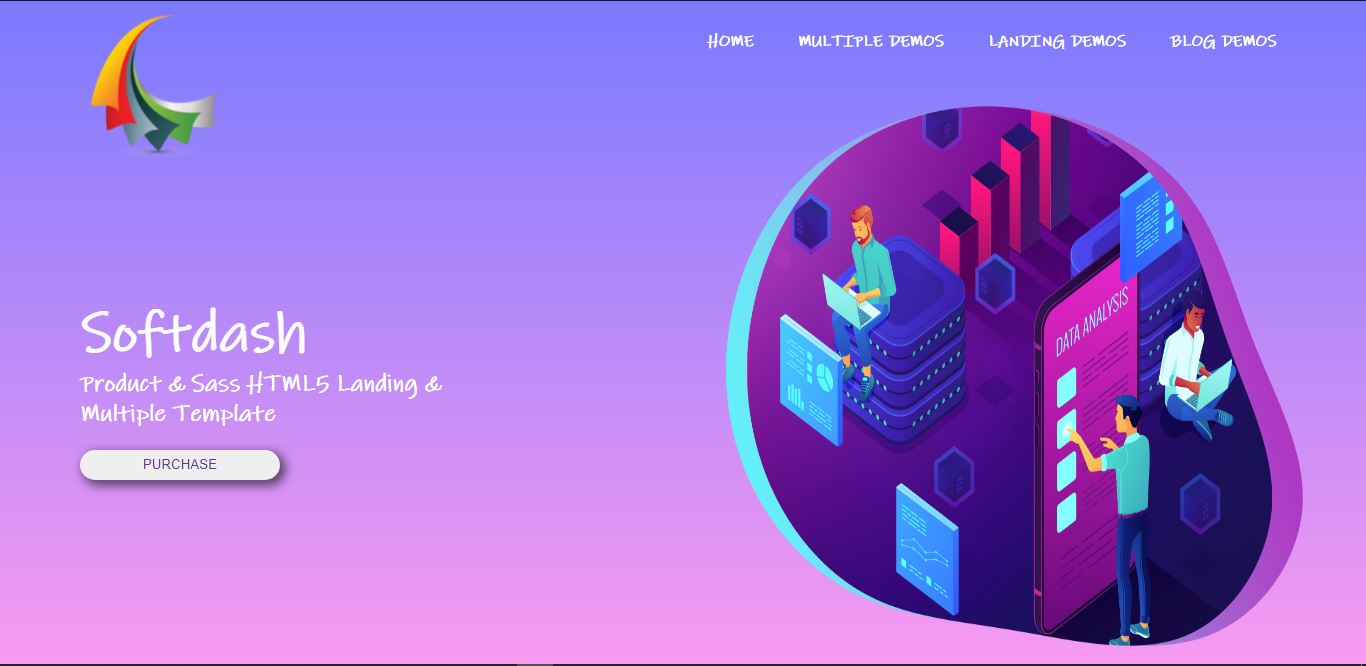 HOME MULTIPLE DEMOS LANDING DEMOS BLOG DEMOS
Softdash
Product & Sass HTML5 Landing &
Multiple Template
PURCHASE
DATA ANALYSIS